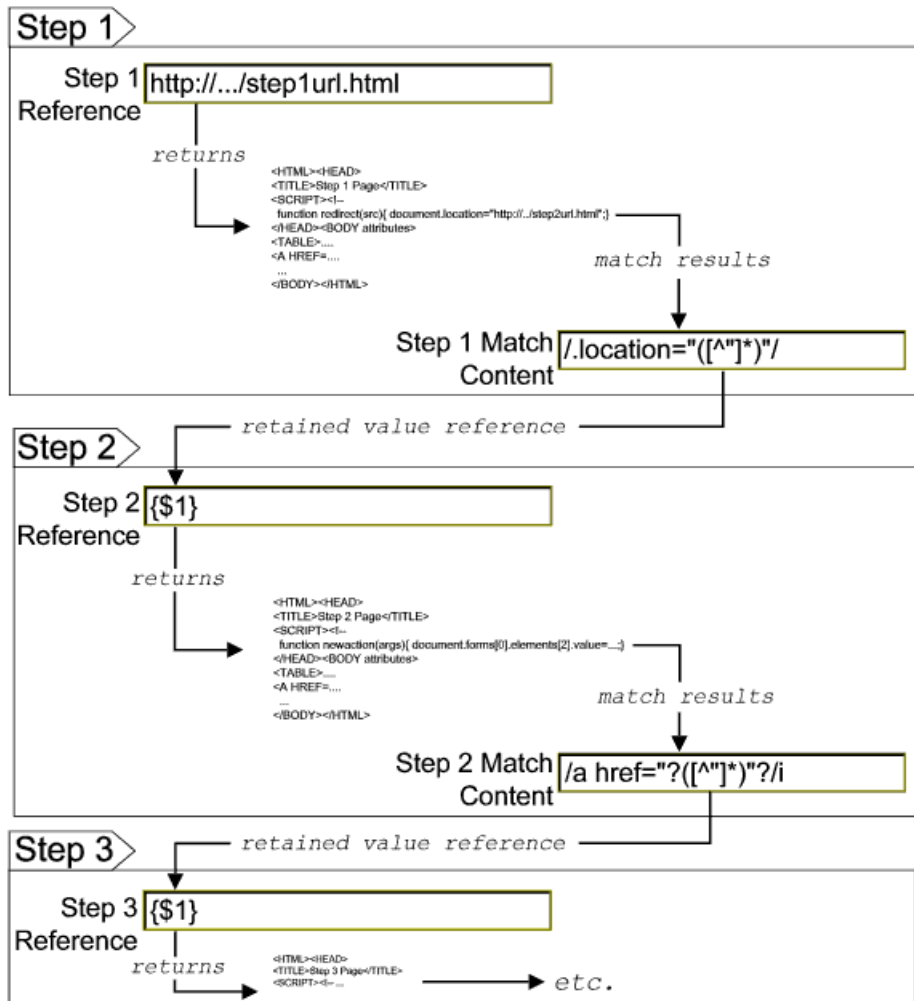 Step 1
Step 1 Reference
http://.../step1url.html
returns
<HTML><HEAD>
<TITLE>Step 1 Page</TITLE>
<SCRIPT><!--
function redirect(src){ document.location="http://../step2url.html";}
</HEAD><BODY attributes>
<TABLE>....
<A HREF=....
...
</BODY></HTML>
match results
Step 1 Match Content
/.location="([^"]*)"/
retained value reference
Step 2
Step 2 Reference
{$1}
returns
<HTML><HEAD>
<TITLE>Step 2 Page</TITLE>
<SCRIPT><!--
function newaction(args){ document.forms[0].elements[2].value=...;}
</HEAD><BODY attributes>
<TABLE>....
<A HREF=....
...
</BODY></HTML>
match results
Step 2 Match Content
/a href="?([^"]*)"?/i
retained value reference
Step 3
Step 3 Reference
{$1}
returns
<HTML><HEAD>
<TITLE>Step 3 Page</TITLE>
<SCRIPT><!-- ...
etc.